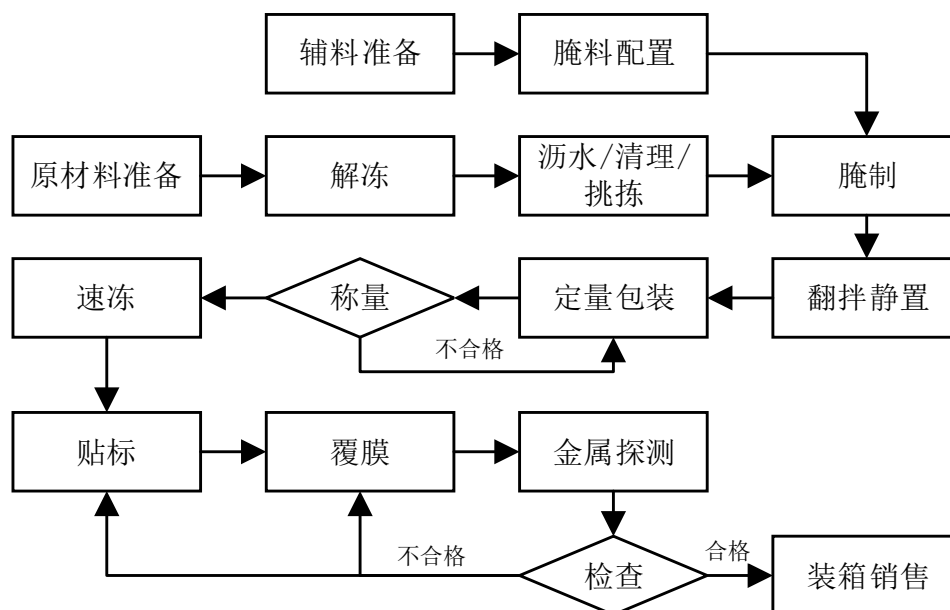 辅料准备
腌料配置
原材料准备
解冻
沥水/清理/
挑拣
腌制
速冻
称量
定量包装
翻拌静置
不合格
贴标
覆膜
金属探测
不合格
检查
合格
装箱销售